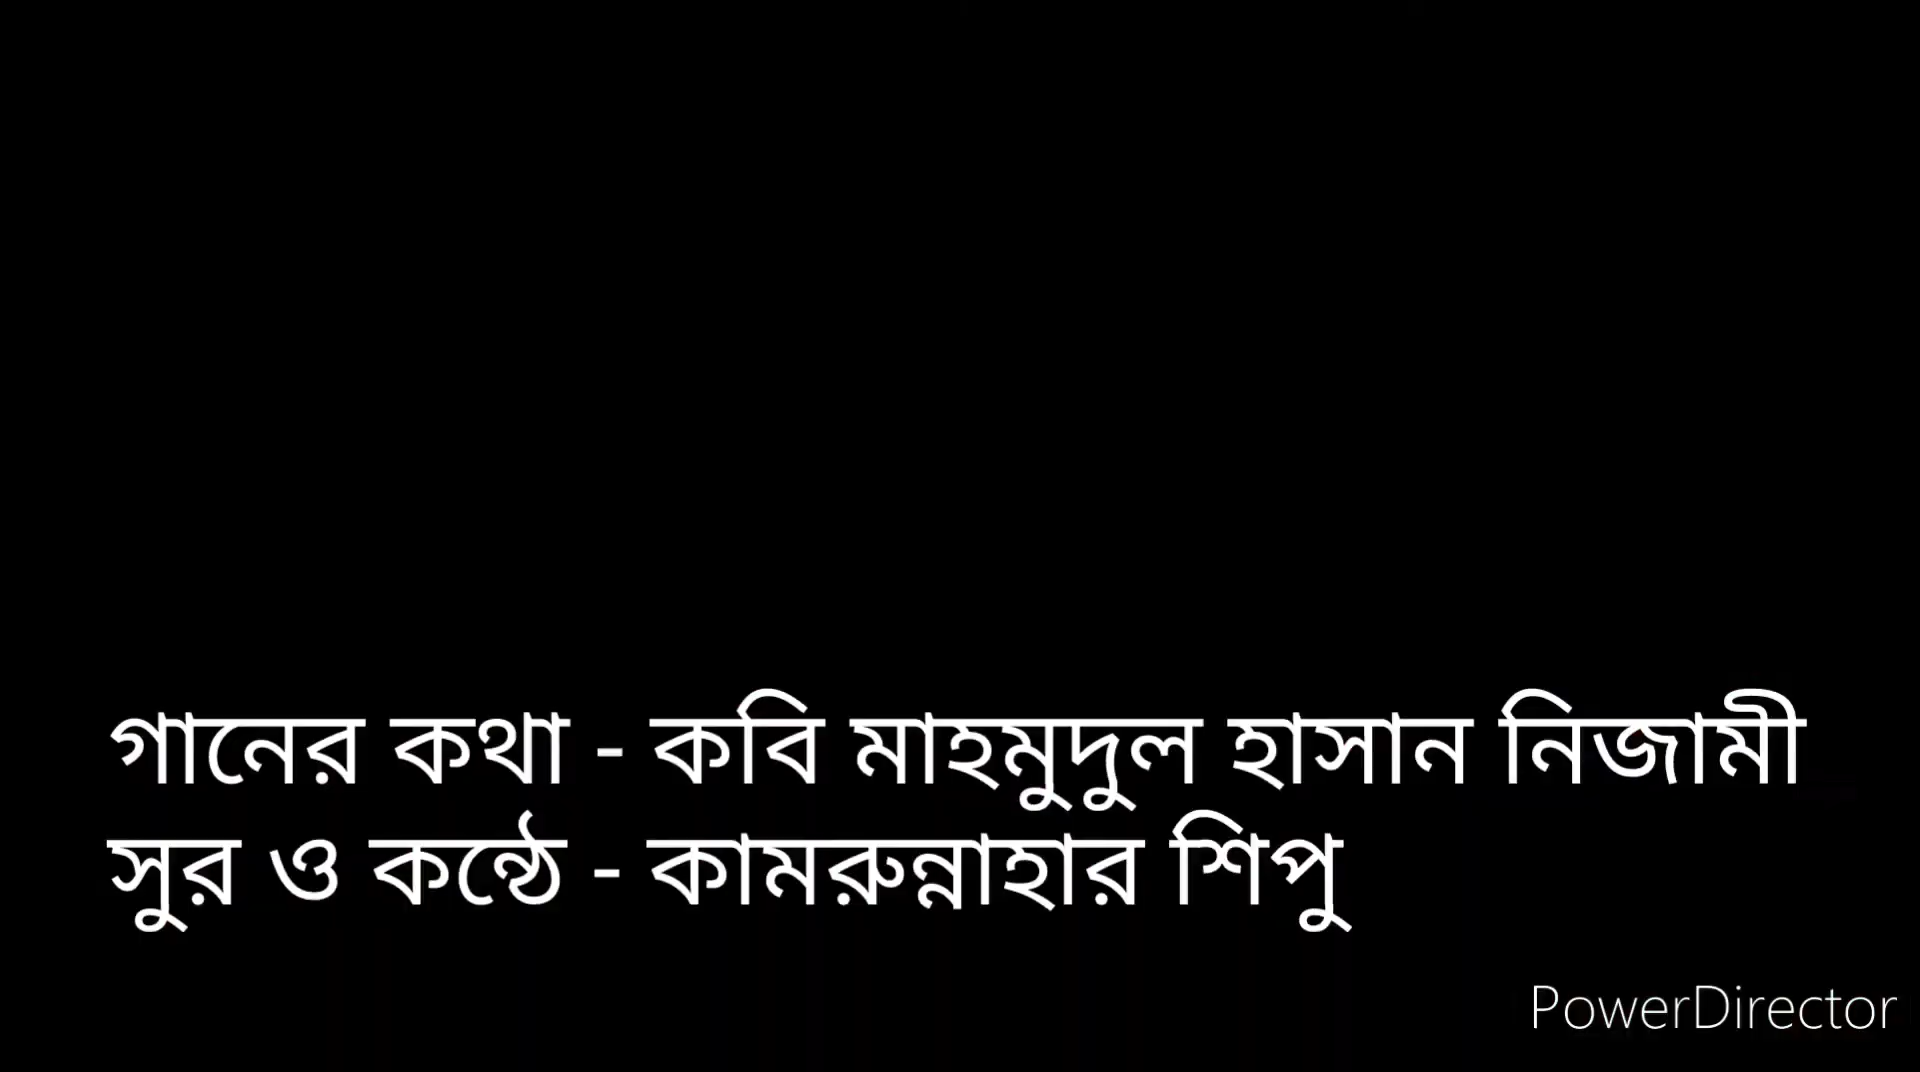 গানের কথা - কবি মাহমুদুল হাসান নিজামী
সুর ও কন্ঠে - কামরুন্নাহার শিপু
PowerDirector